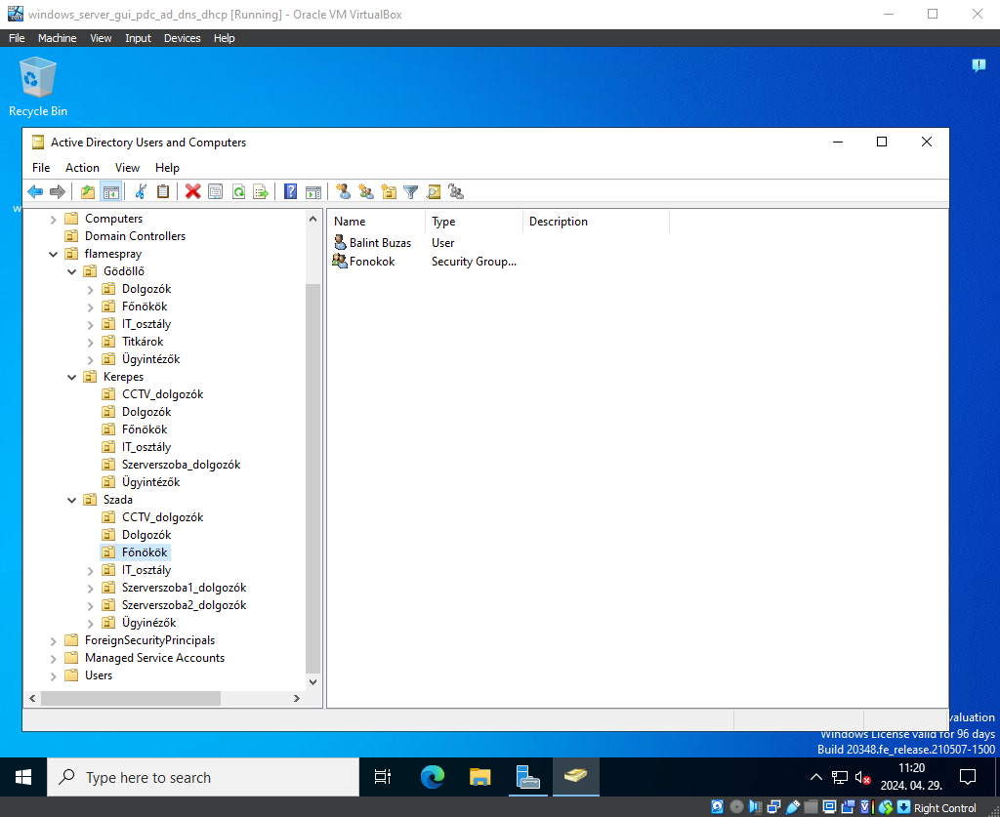 windows_server_gui_pdc_ad_dns_dhcp [Running] - Oracle VM VirtualBox
File Machine View Input Devices Help
Recycle Bin
Active Directory Users and Computers
File Action View Help
Computers
Domain Controllers
flamespray
Gödöllő
Dolgozók
Főnökök
IT_osztály
Titkárok
Ügyintézők
Kerepes
CCTV_dolgozók
Dolgozók
Főnökök
IT_osztály
Szerverszoba_dolgozók
Ügyintézők
Szada
CCTV_dolgozók
Dolgozók
Főnökök
IT_osztály
Szerverszoba1_dolgozók
Szerverszoba2_dolgozók
Ügyinézők
ForeignSecurityPrincipals
Managed Service Accounts
Users
Name Type Description
Balint Buzas User
Fonokok Security Group...
valuation
Windows License valid for 96 days
Build 20348.fe_release.210507-1500
Type here to search
11:20
2024. 04. 29.
Right Control